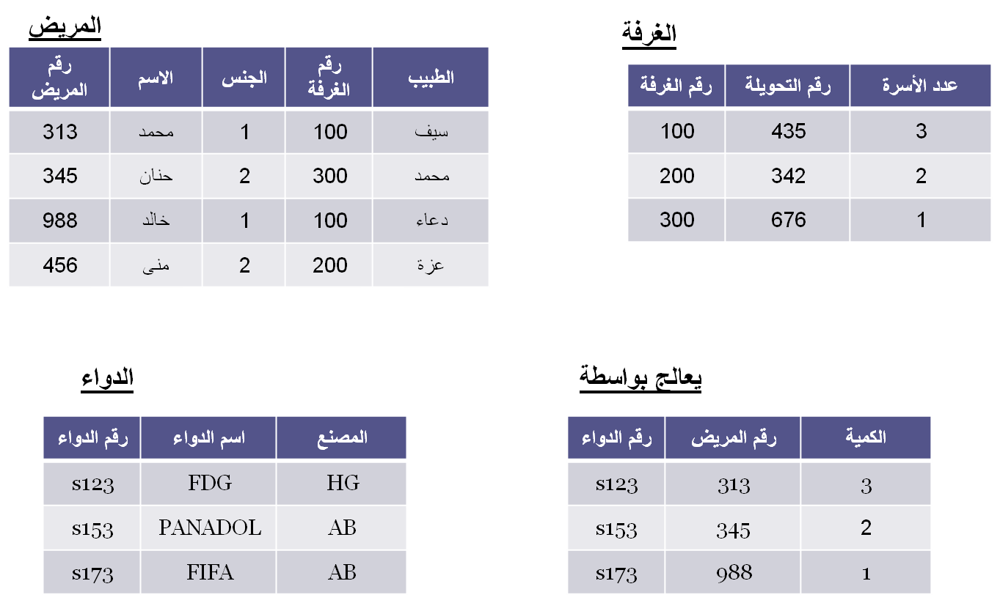 المريض
رقم المريض الاسم الجنس رقم الغرفة الطبيب
313 محمد 1 100 سيف
345 حنان 2 300 محمد
988 خالد 1 100 دعاء
456 منى 2 200 عزة
الغرفة
رقم الغرفة رقم التحويلة عدد الأسرة
100 435 3
200 342 2
300 676 1
الدواء
رقم الدواء اسم الدواء المصنع
s123 FDG HG
s153 PANADOL AB
s173 FIFA AB
يعالج بواسطة
رقم الدواء رقم المريض الكمية
s123 313 3
s153 345 2
s173 988 1